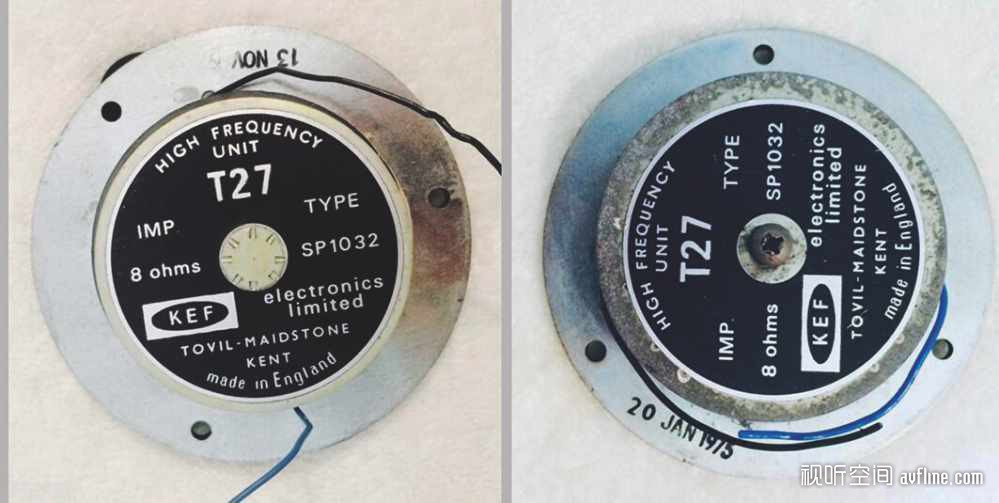 13 NOV
HIGH FREQUENCY
UNIT
T27
IMP
TYPE
8 ohms
SP1032
KEF
electronics
limited
TOVIL-MAIDSTONE
KENT
made in England
HIGH FREQUENCY
UNIT
T27
IMP
TYPE
8 ohms
SP1032
KEF
electronics
limited
TOVIL-MAIDSTONE
KENT
made in England
20 JAN 1975
视听空间 avfline.com